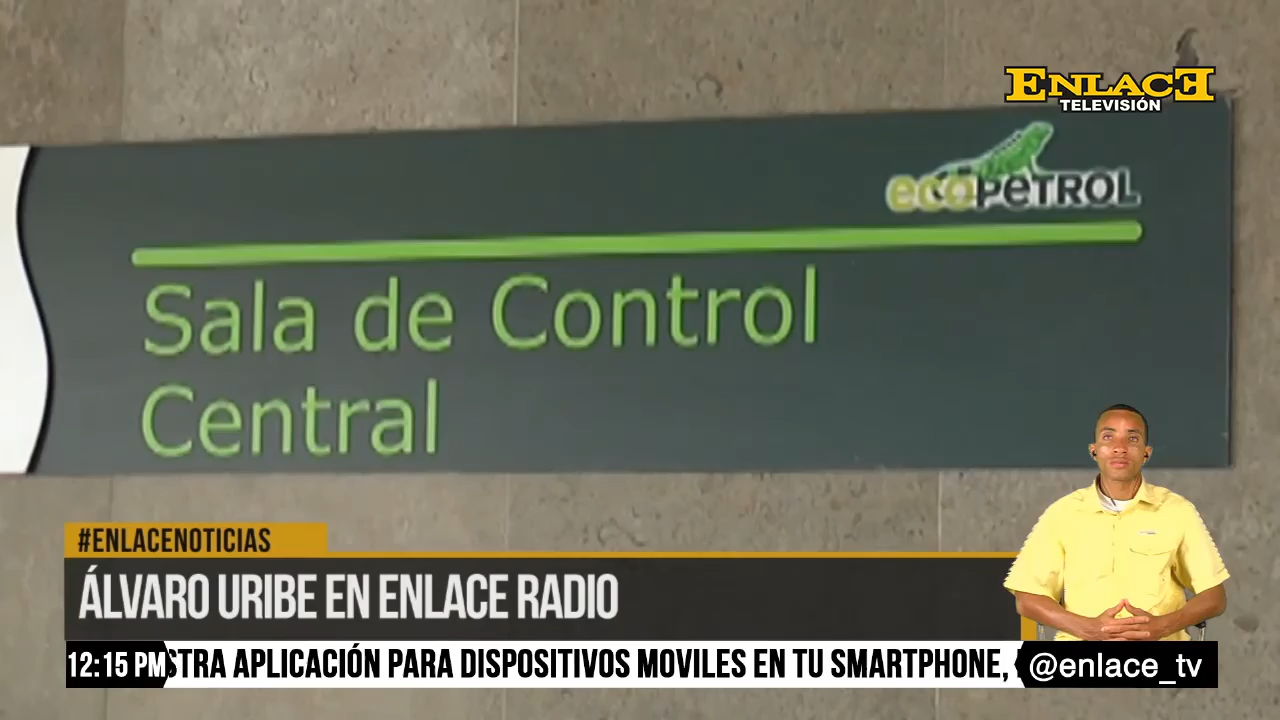 ENLACE
TELEVISIÓN
ecoPETROL
Sala de Control
Central
#ENLACENOTICIAS
ÁLVARO URIBE EN ENLACE RADIO
12:15 PM
STRA APLICACIÓN PARA DISPOSITIVOS MOVILES EN TU SMARTPHONE,
@enlace_tv